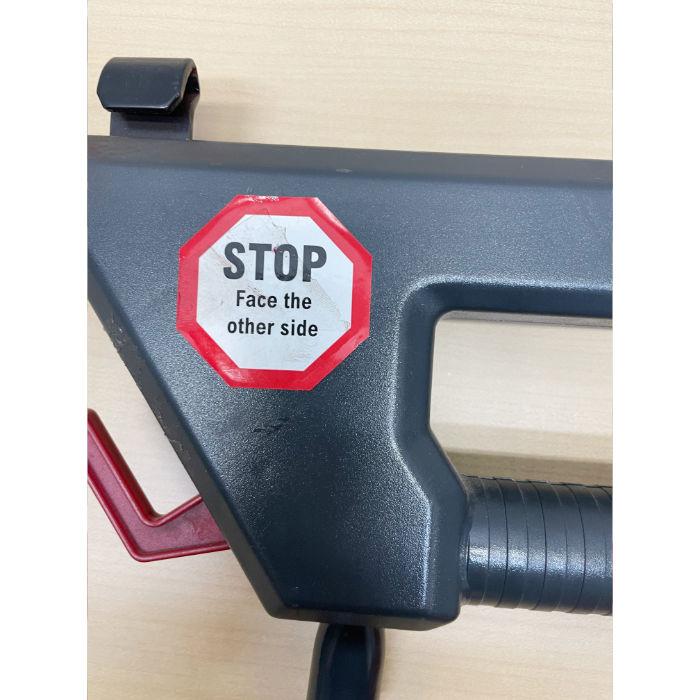 STOP
Face the
other side